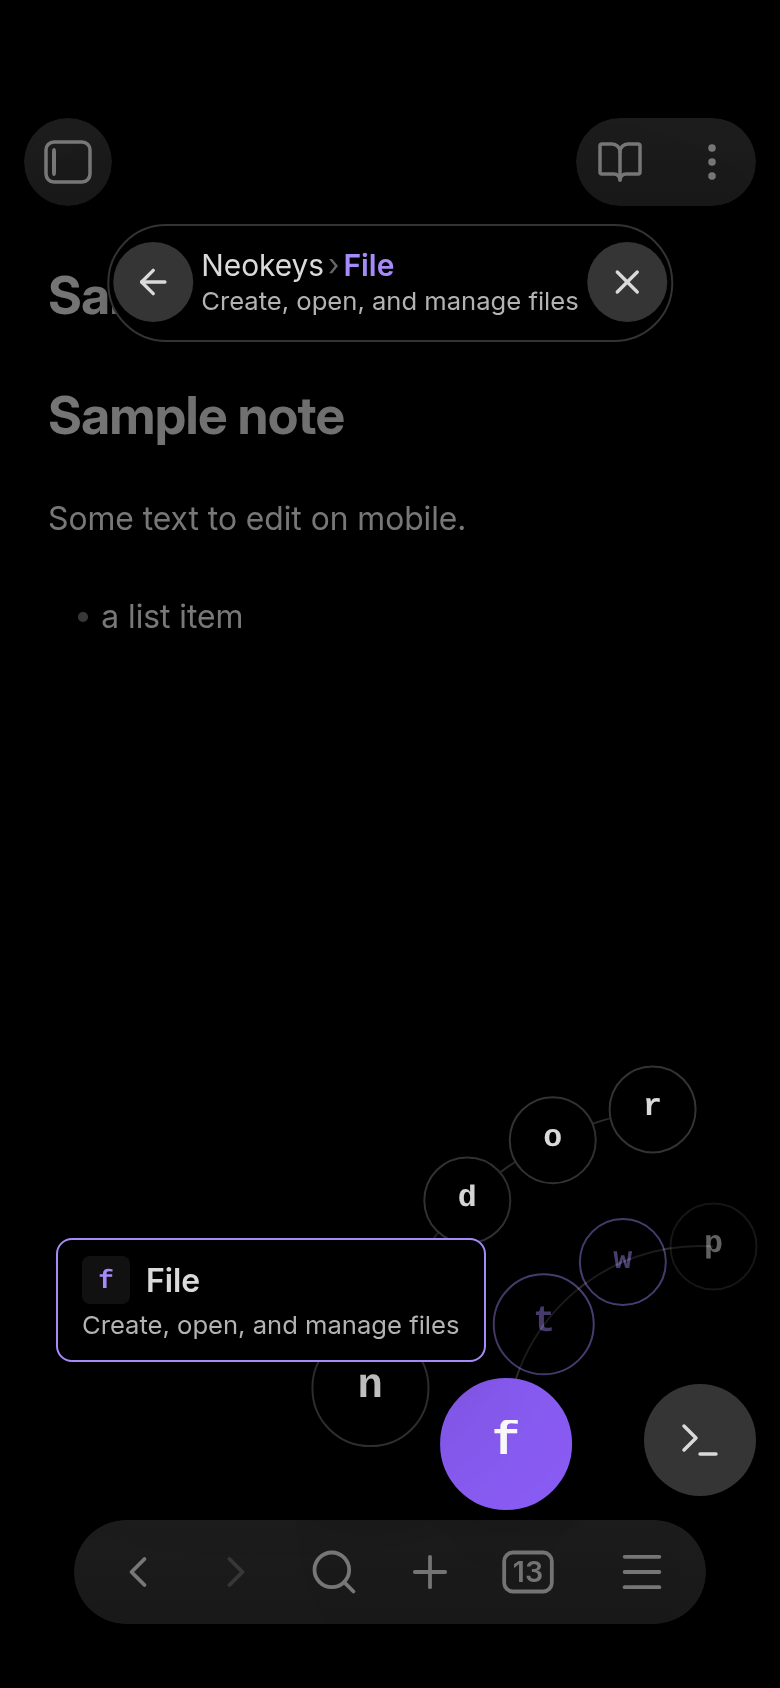 Neokeys › File
Create, open, and manage files
Sa
Sample note
Some text to edit on mobile.
• a list item
r
o
d
w
p
f File
Create, open, and manage files
t
n
f
>_
13